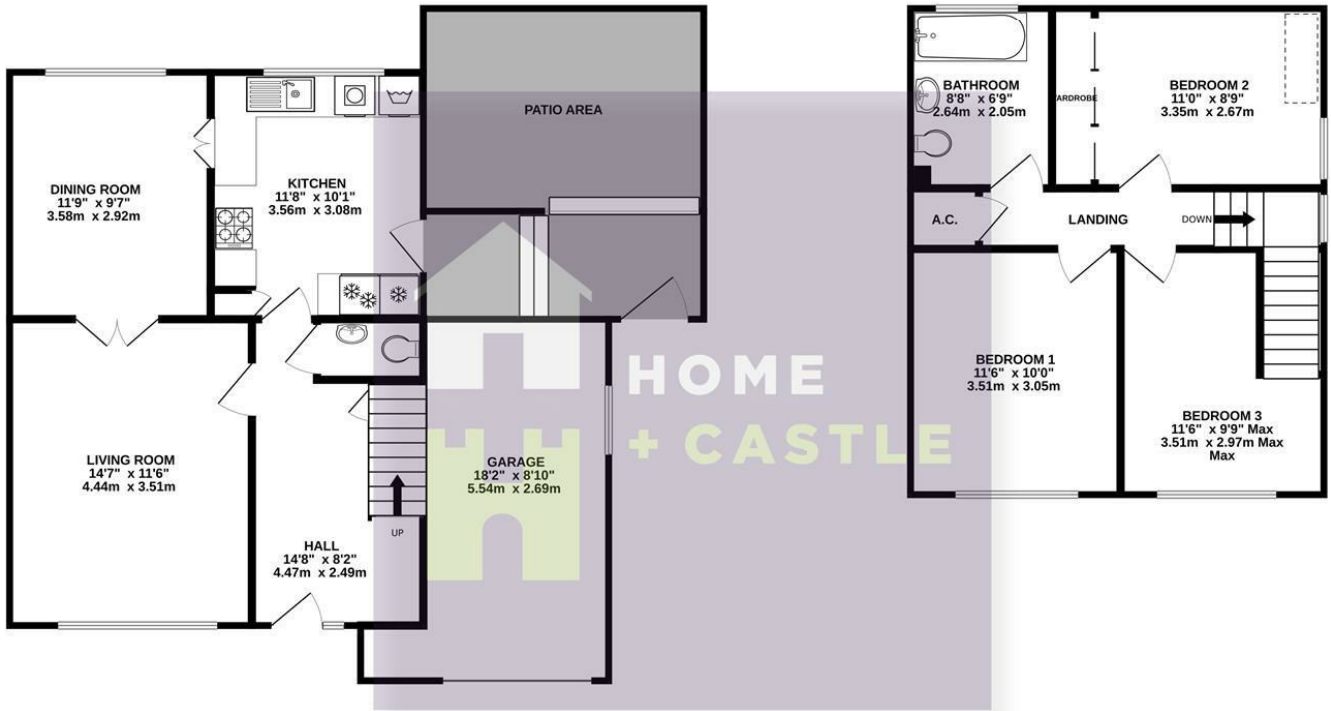 PATIO AREA
DINING ROOM
11'9" x 9'7"
3.58m x 2.92m
KITCHEN
11'8" x 10'1"
3.56m x 3.08m
LIVING ROOM
14'7" x 11'6"
4.44m x 3.51m
HALL
14'8" x 8'2"
4.47m x 2.49m
UP
GARAGE
18'2" x 8'10"
5.54m x 2.69m
HOME
+ CASTLE
BATHROOM
8'8" x 6'9"
2.64m x 2.05m
ARDROBE
BEDROOM 2
11'0" x 8'9"
3.35m x 2.67m
A.C.
LANDING
DOWN
BEDROOM 1
11'6" x 10'0"
3.51m x 3.05m
BEDROOM 3
11'6" x 9'9" Max
3.51m x 2.97m Max
Max